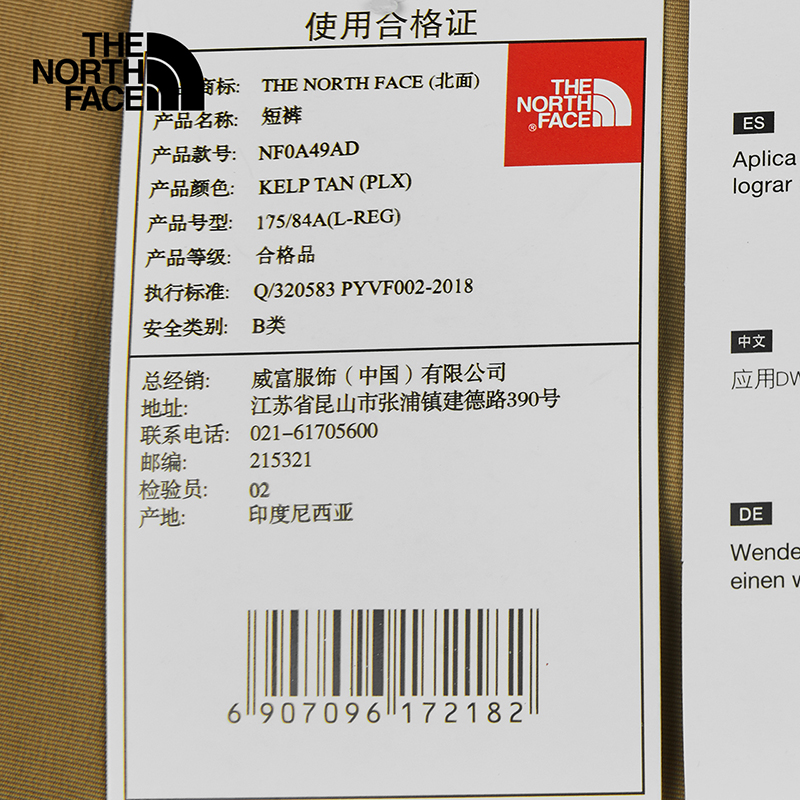 使用合格证
THE
NORTH
FACE
商标: THE NORTH FACE (北面)
产品名称: 短裤
产品款号: NF0A49AD
产品颜色: KELP TAN (PLX)
产品号型: 175/84A(L-REG)
产品等级: 合格品
执行标准: Q/320583 PYVF002-2018
安全类别: B类
THE
NORTH
®FACE
总经销: 威富服饰(中国)有限公司
地址: 江苏省昆山市张浦镇建德路390号
联系电话: 021-61705600
邮编: 215321
检验员: 02
产地: 印度尼西亚
6 907096 172182
ES
Aplica
lograr
中文
应用DW
DE
Wende
einen